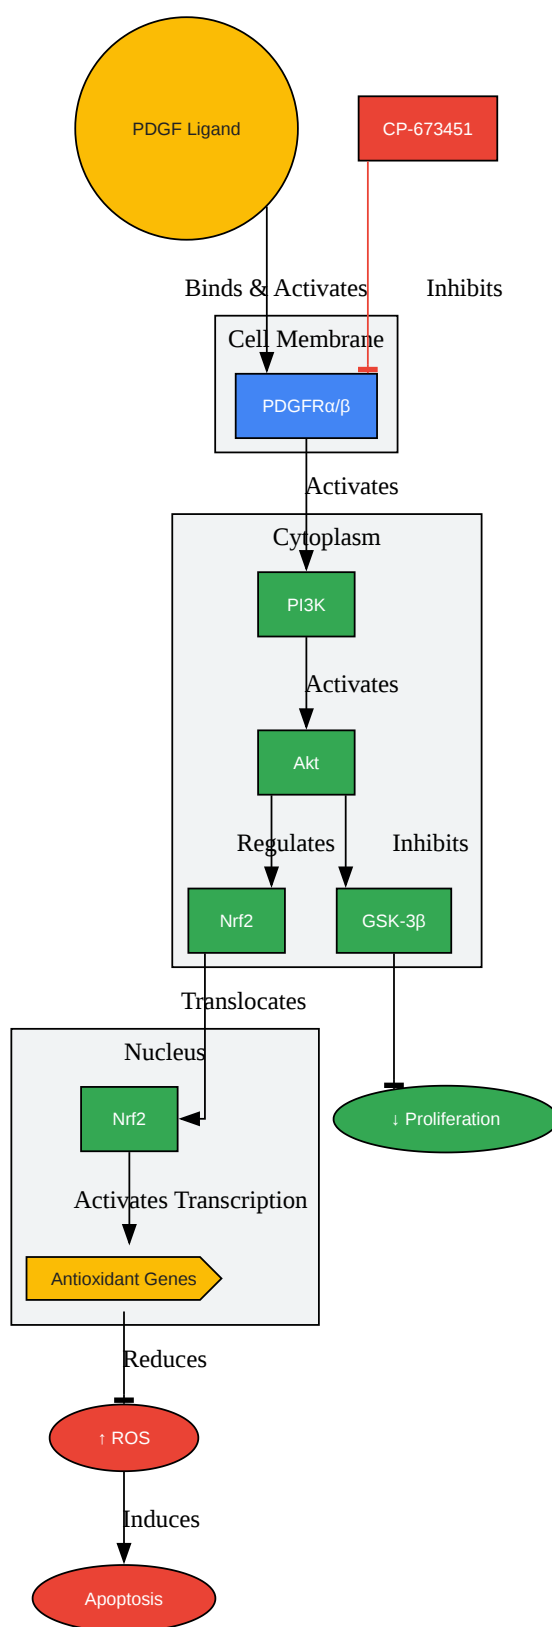 PDGF Ligand
CP-673451
Binds & Activates
Inhibits
Cell Membrane
PDGFRα/β
Activates
Cytoplasm
PI3K
Activates
Akt
Regulates
Inhibits
Nrf2
GSK-3β
Translocates
Nucleus
Nrf2
↓ Proliferation
Activates Transcription
Antioxidant Genes
Reduces
↑ ROS
Induces
Apoptosis